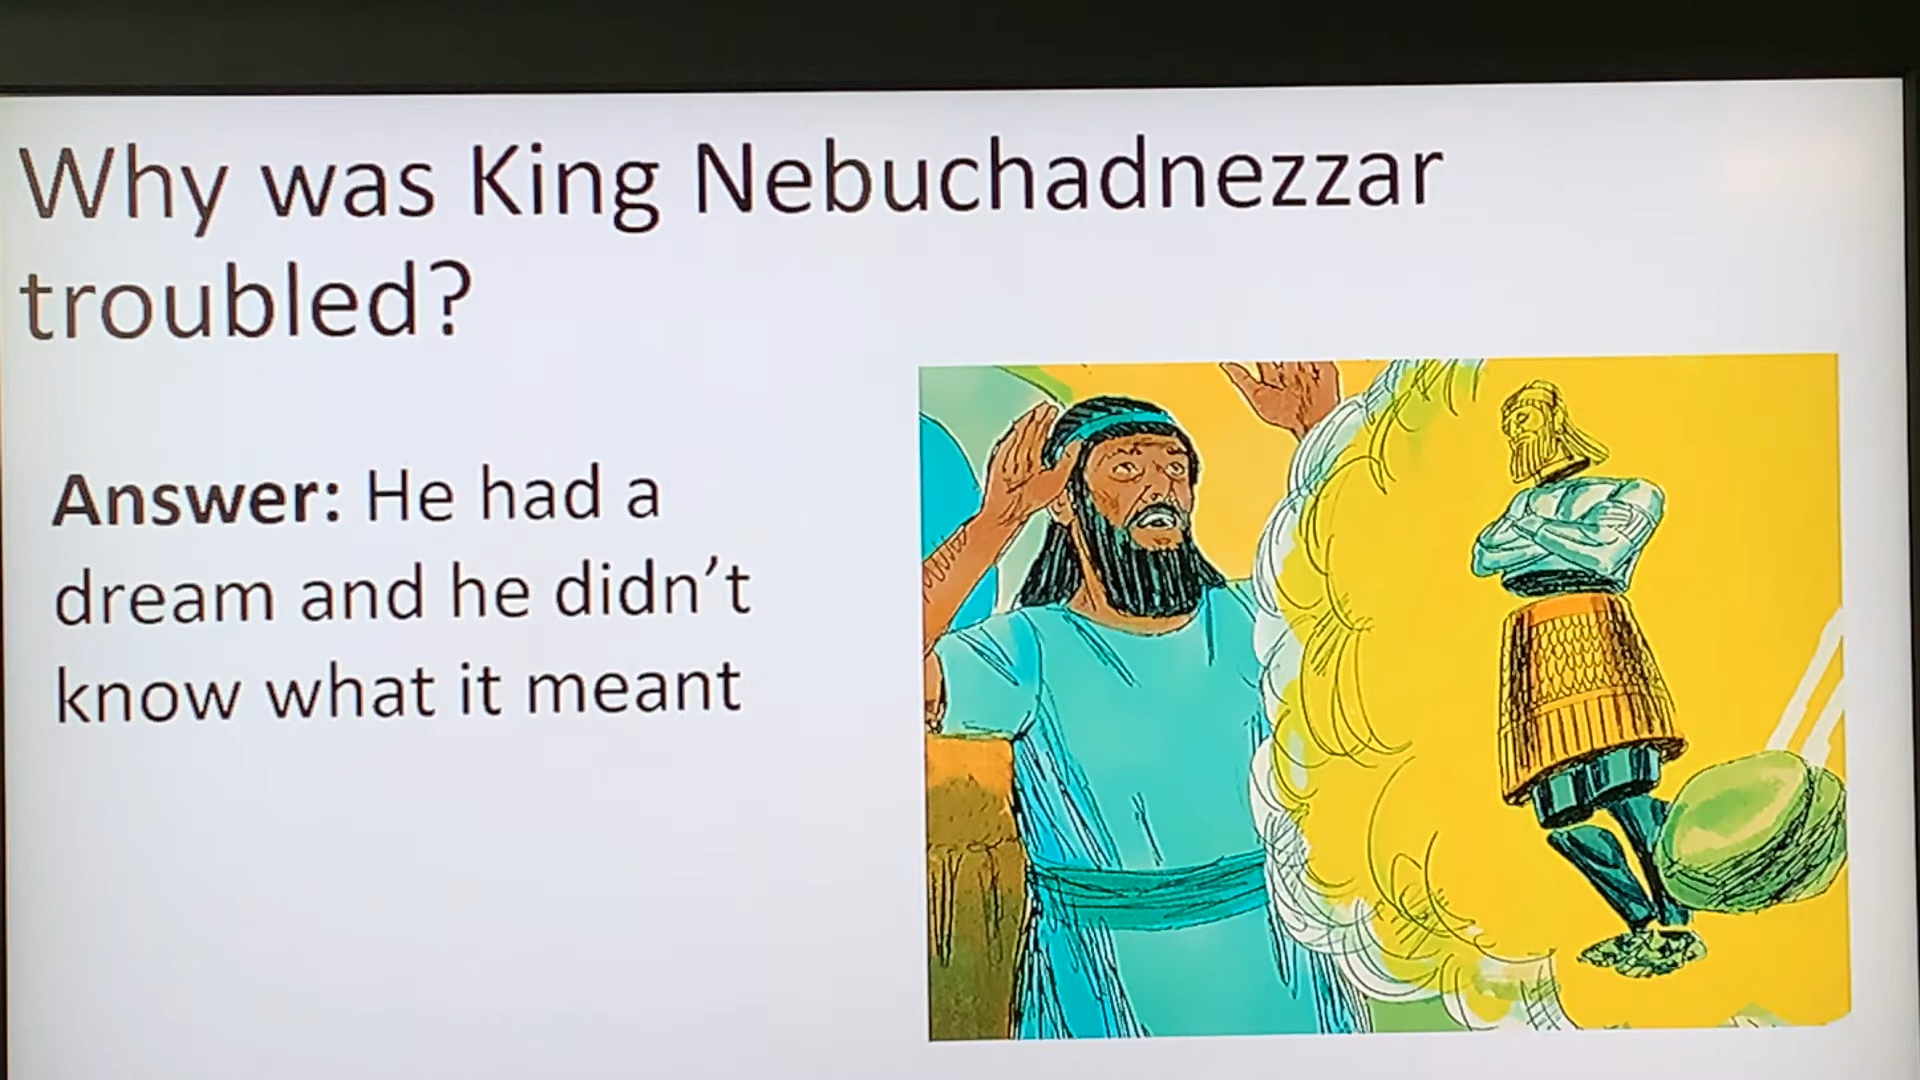 Why was King Nebuchadnezzar
troubled?
Answer: He had a
dream and he didn’t
know what it meant